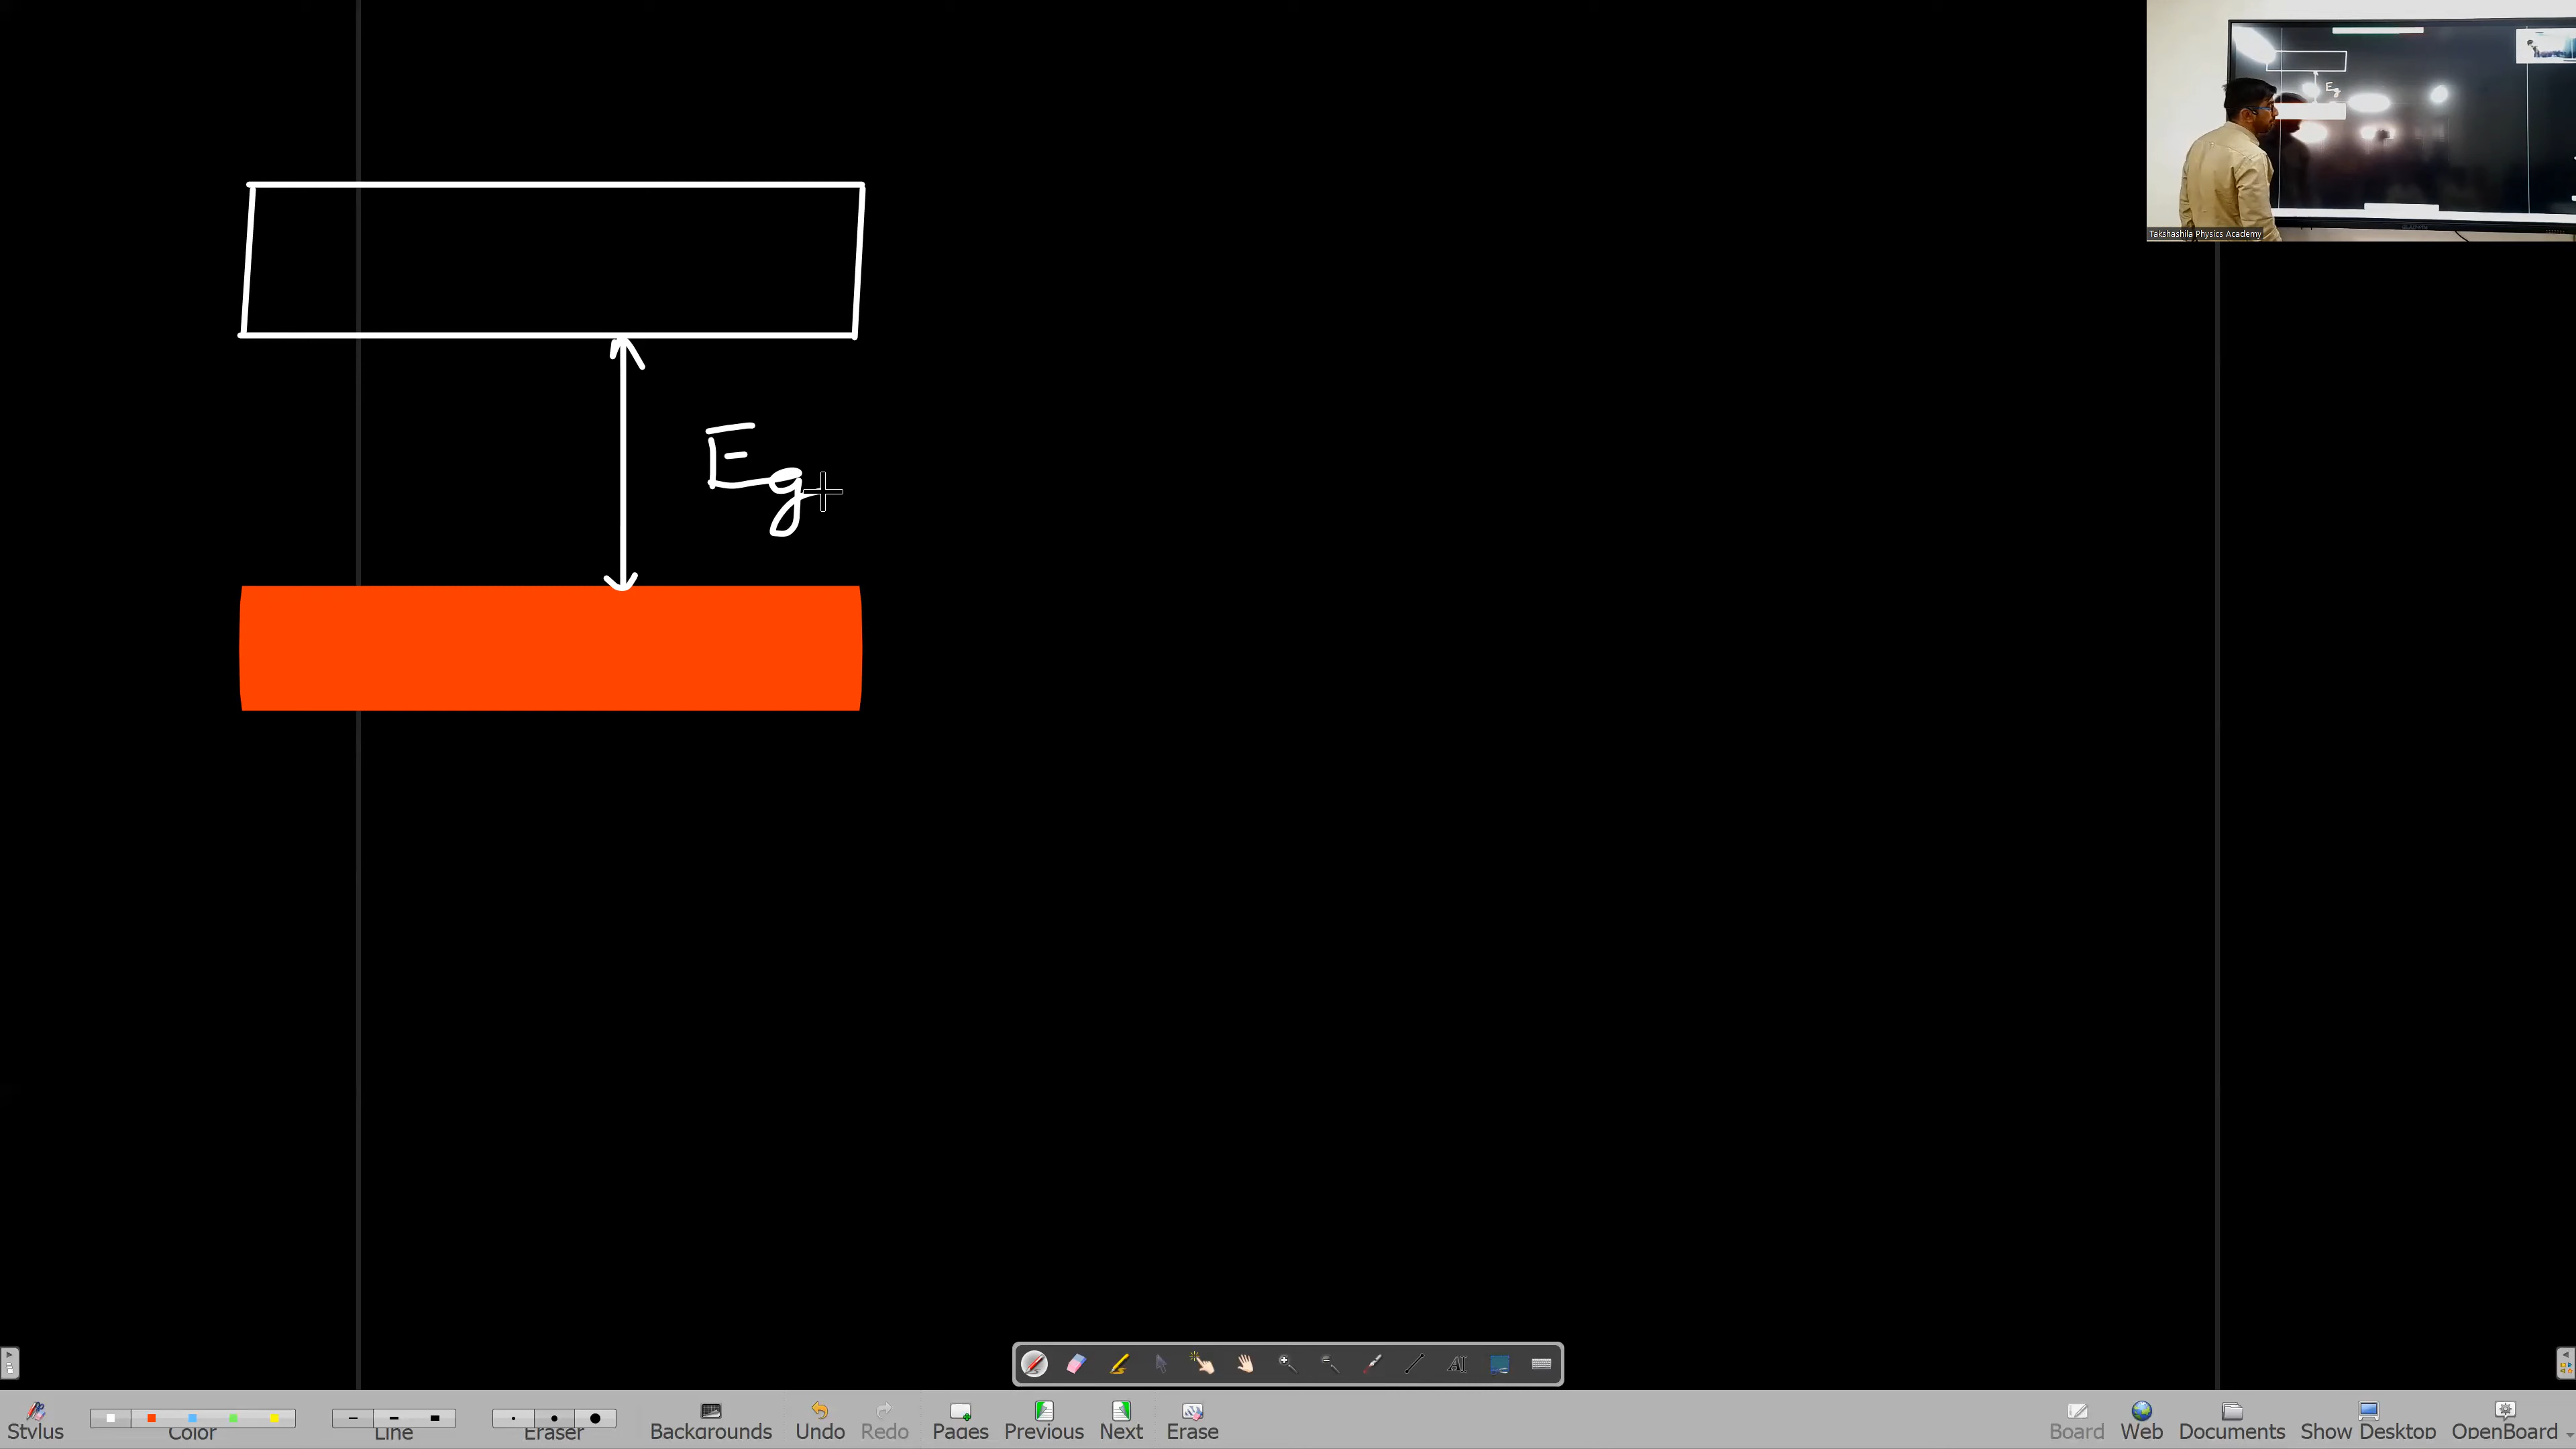 Takshashila Physics Academy
Eg
Stylus
Color
Line
Eraser
Backgrounds
Undo
Redo
Pages
Previous
Next
Erase
Board
Web
Documents
Show Desktop
OpenBoard
AI